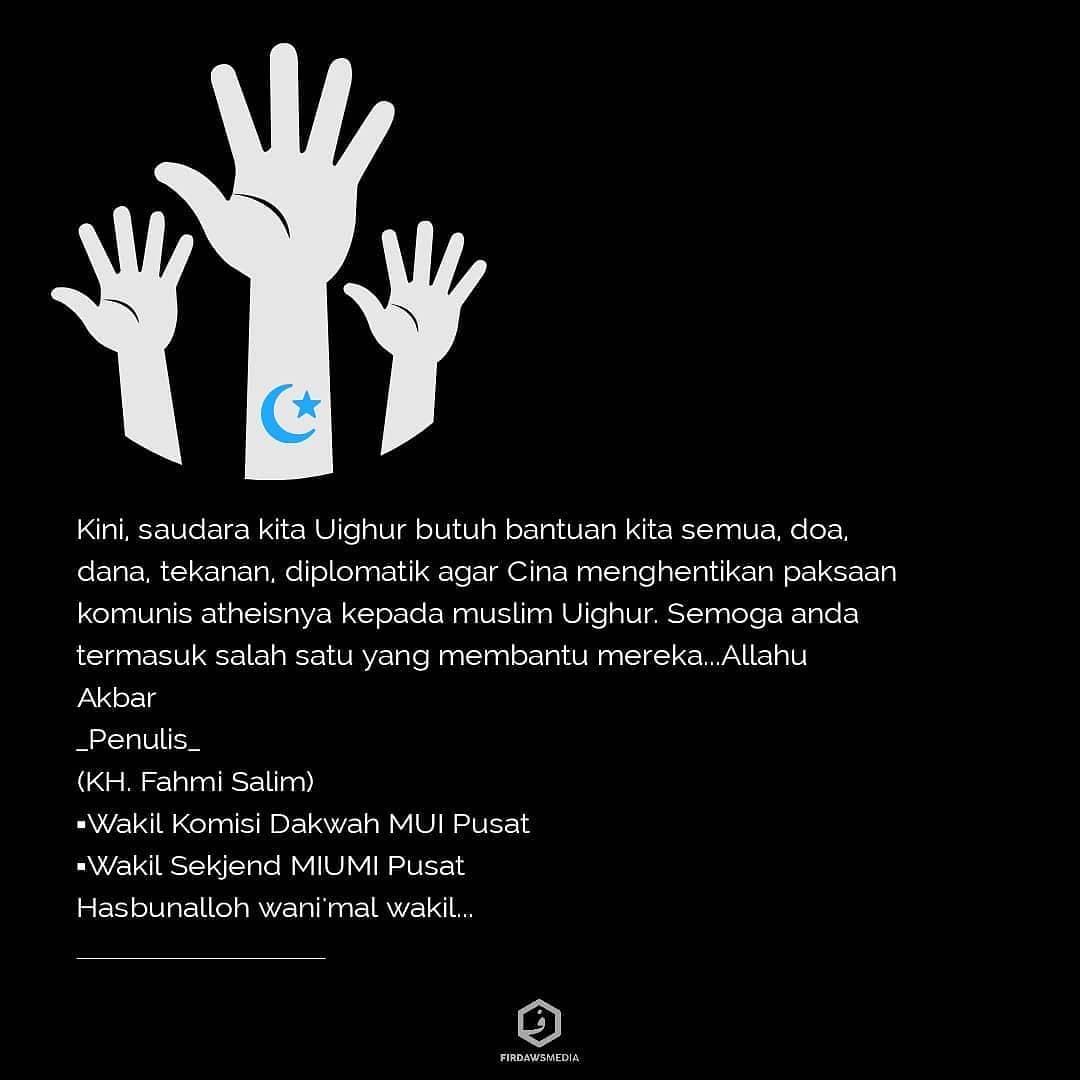 Kini, saudara kita Uighur butuh bantuan kita semua, doa,
dana, tekanan, diplomatik agar Cina menghentikan paksaan
komunis atheisnya kepada muslim Uighur. Semoga anda
termasuk salah satu yang membantu mereka...Allahu
Akbar
_Penulis_
(KH. Fahmi Salim)
▪Wakil Komisi Dakwah MUI Pusat
▪Wakil Sekjend MIUMI Pusat
Hasbunalloh wani'mal wakil...
FIRDAWSMEDIA